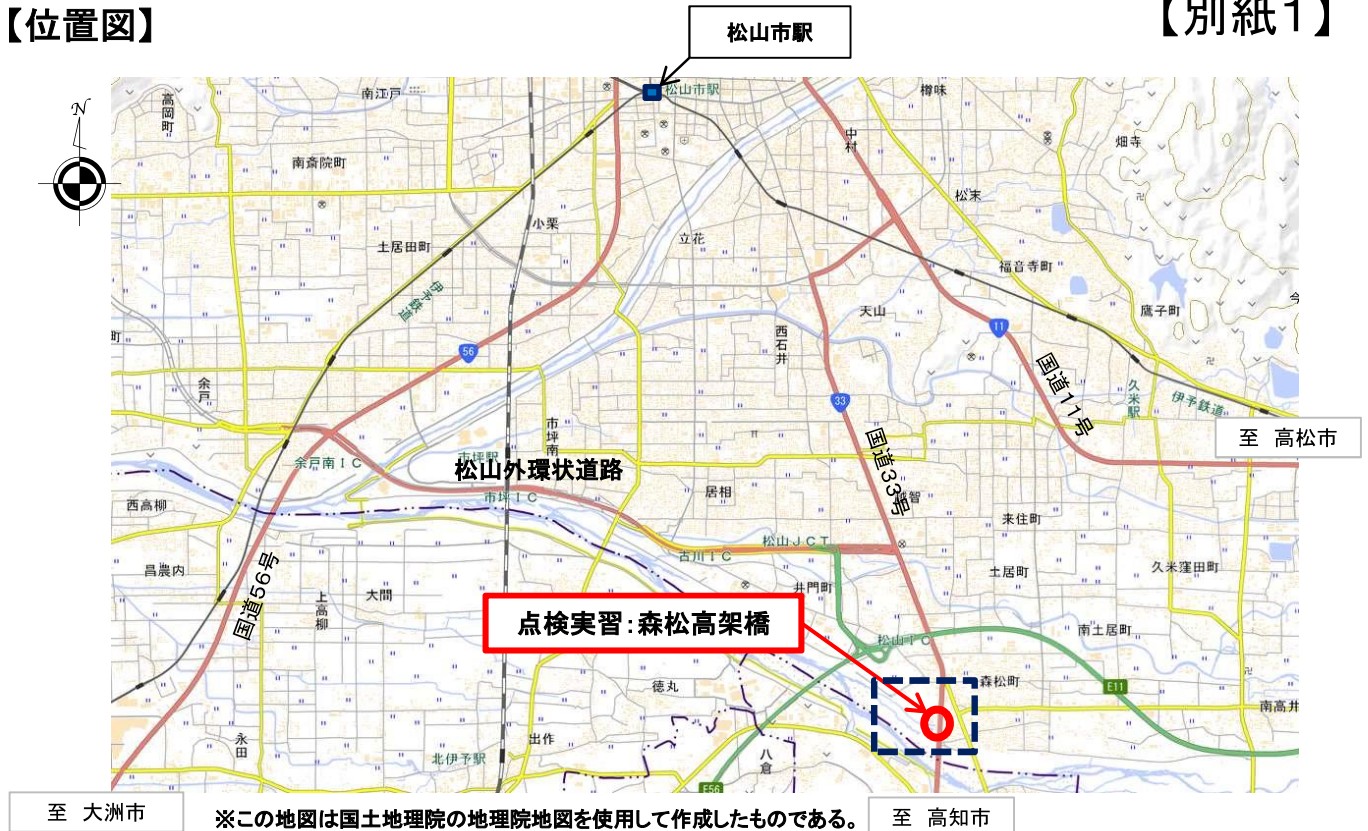 【位置図】
【別紙1】
松山市駅
N
高岡町
南江戸
松山市駅
樽味
中村
畑寺
南斎院町
松末
小栗
立花
土居田町
福音寺町
伊予鉄道
天山
鷹子町
今
町
西石井
11
56
国道11号
余戸
33
久米駅
伊予鉄道
市坪南
国道33号
至 高松市
余戸南IC
市坪駅
松山外環状道路
市坪IC
居相
越智
西高柳
来住町
松山JCT
古川IC
昌農内
国道56号
上高柳
大間
井門町
土居町
久米窪田町
点検実習:森松高架橋
南土居町
松山IC
徳丸
森松町
E11
南高井
永田
出作
北伊予駅
八倉
E56
至 大洲市
※この地図は国土地理院の地理院地図を使用して作成したものである。
至 高知市